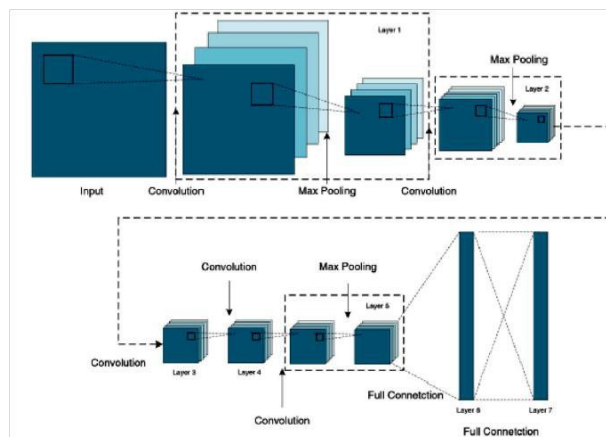 Layer 1
Max Pooling
Layer 2
Input
Convolution
Max Pooling
Convolution
Convolution
Max Pooling
Layer 5
Convolution
Layer 3
Layer 4
Full Connetction
Convolution
Layer 6
Layer 7
Full Connetction